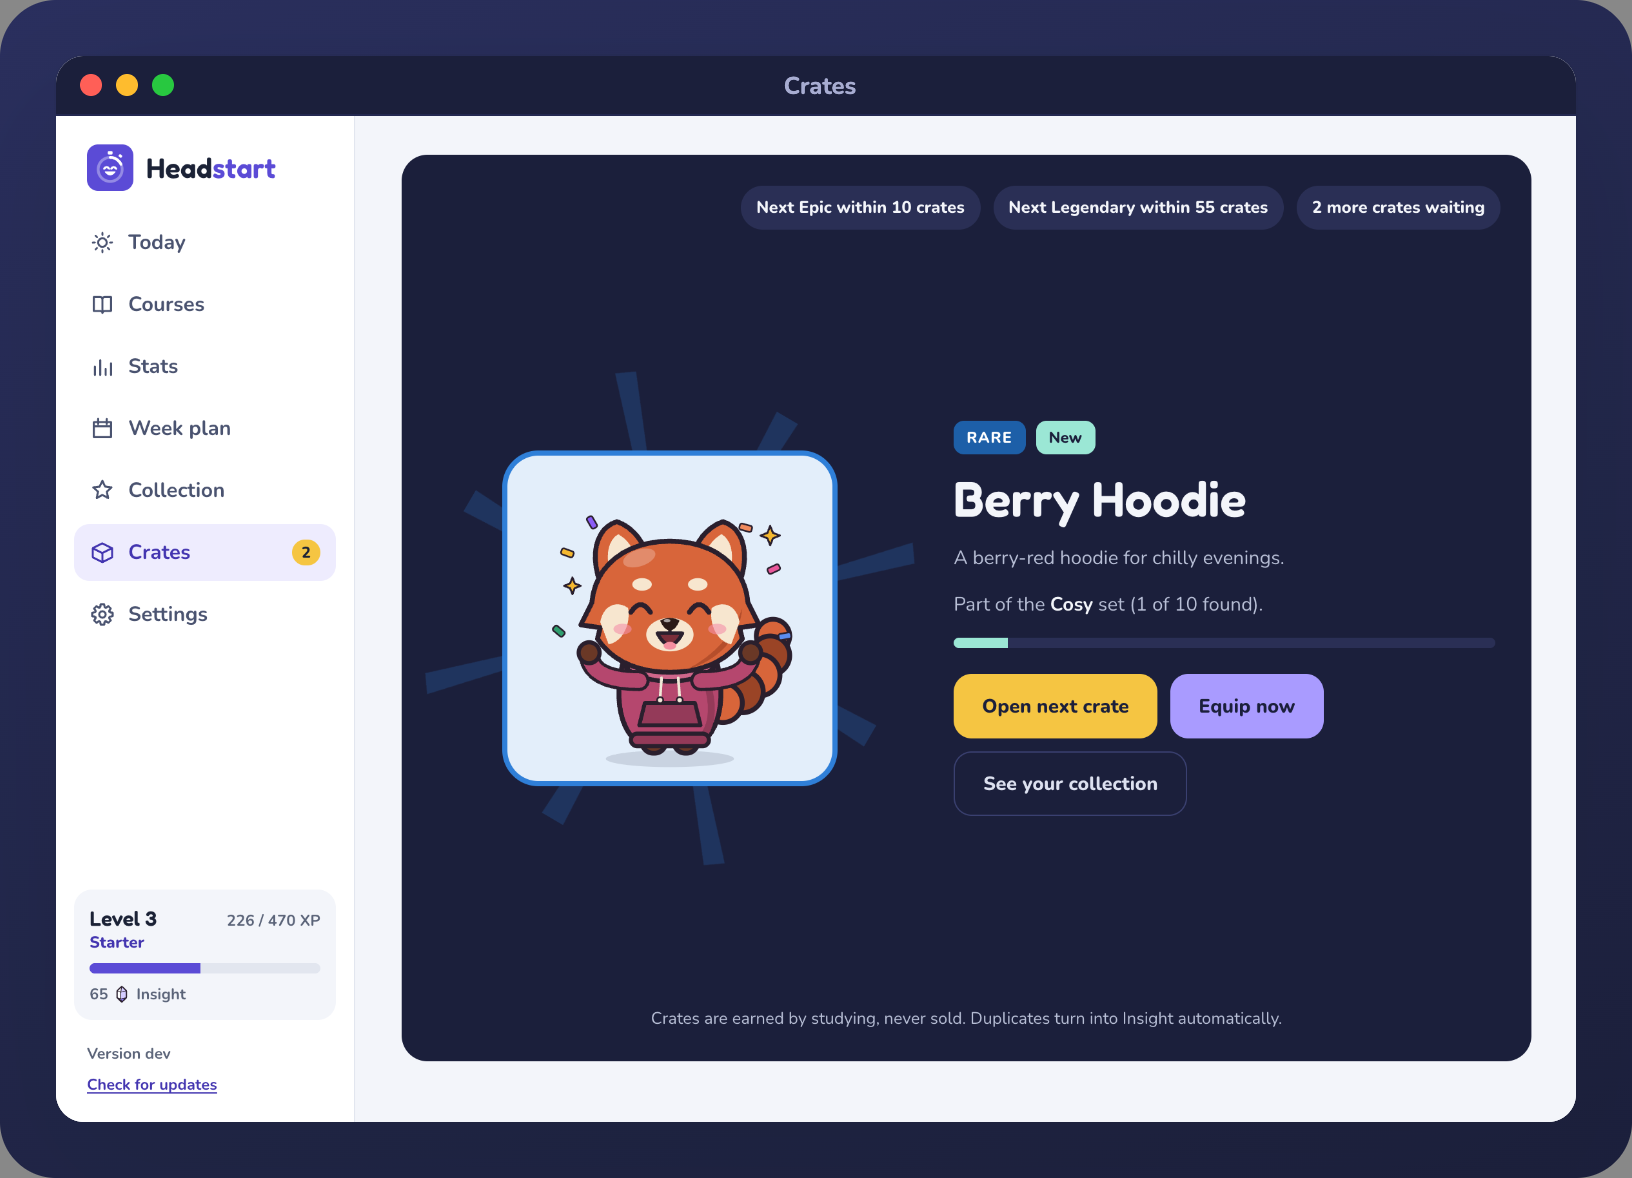 Crates
Headstart
Today
Courses
Stats
Week plan
Collection
Crates 2
Settings
Level 3 226 / 470 XP
Starter
65 Insight
Version dev
Check for updates
Next Epic within 10 crates
Next Legendary within 55 crates
2 more crates waiting
RARE New
Berry Hoodie
A berry-red hoodie for chilly evenings.
Part of the Cosy set (1 of 10 found).
Open next crate
Equip now
See your collection
Crates are earned by studying, never sold. Duplicates turn into Insight automatically.